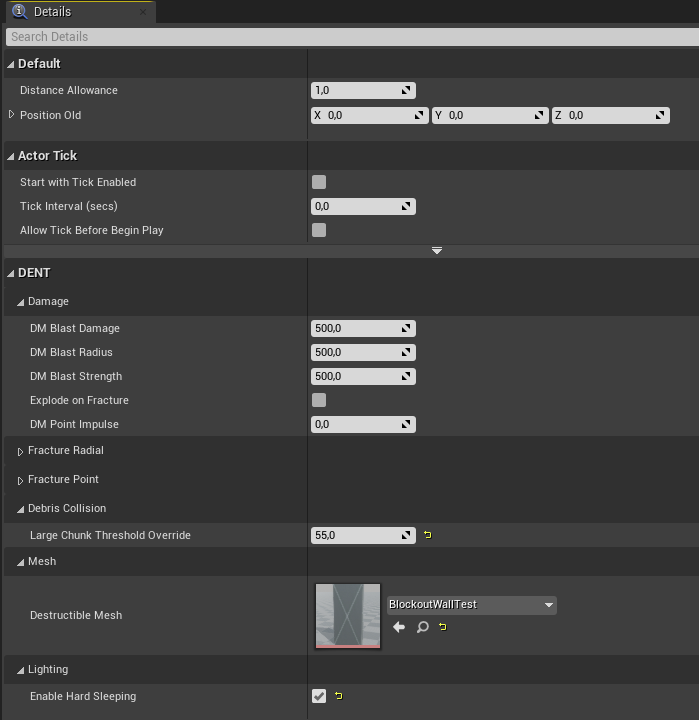 Details
Search Details
Default
Distance Allowance 1,0
Position Old X 0,0 Y 0,0 Z 0,0
Actor Tick
Start with Tick Enabled
Tick Interval (secs) 0,0
Allow Tick Before Begin Play
DENT
Damage
DM Blast Damage 500,0
DM Blast Radius 500,0
DM Blast Strength 500,0
Explode on Fracture
DM Point Impulse 0,0
Fracture Radial
Fracture Point
Debris Collision
Large Chunk Threshold Override 55,0
Mesh
Destructible Mesh BlockoutWallTest
Lighting
Enable Hard Sleeping